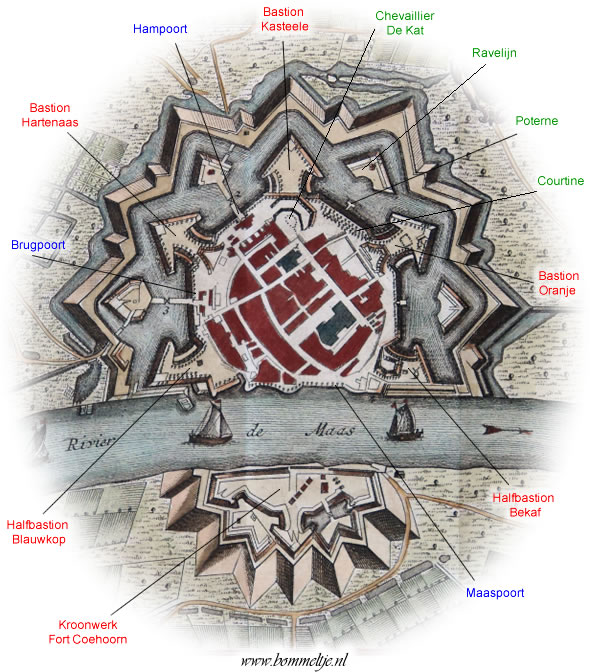 Bastion
Kasteele
Chevaillier
De Kat
Hampoort
Ravelijn
Bastion
Hartenaas
Poterne
Courtine
Brugpoort
Bastion
Oranje
Rivier de Maas
Halfbastion
Bekaf
Halfbastion
Blauwkop
Maaspoort
Kroonwerk
Fort Coehoorn
www.bommeltje.nl